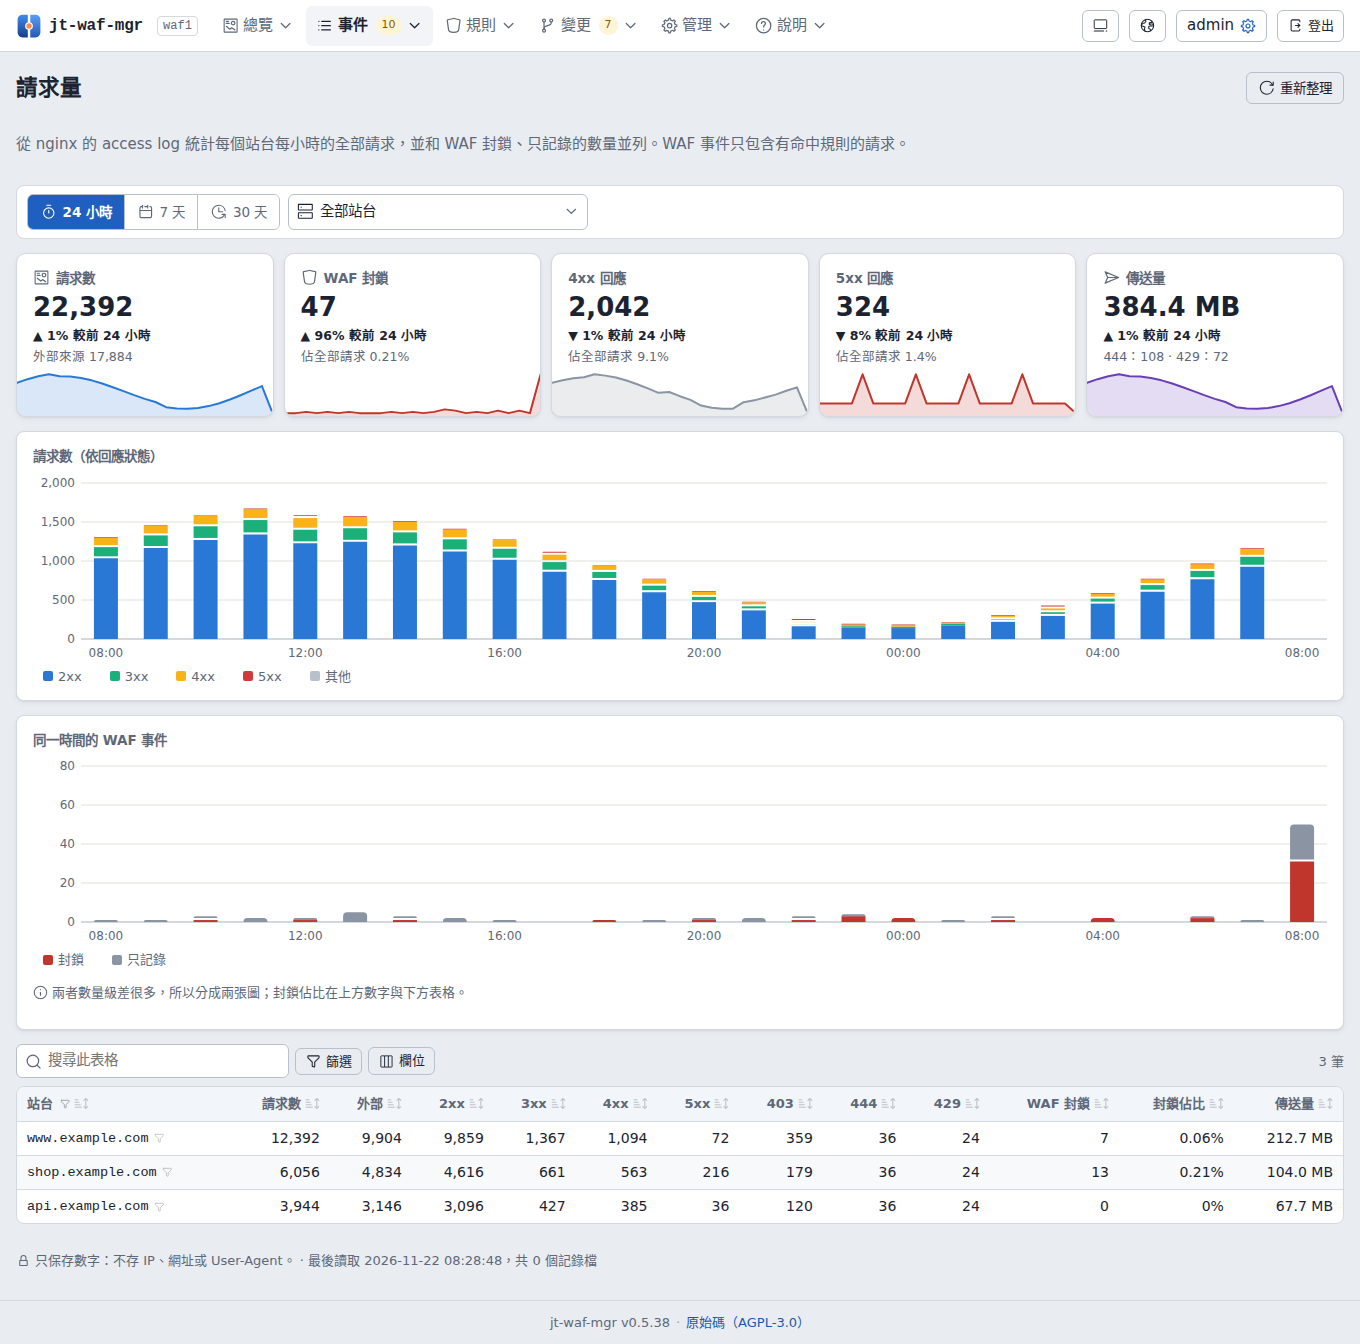 jt-waf-mgr waf1 總覽 事件 10 規則 變更 7 管理 說明 admin 登出
請求量 重新整理
從 nginx 的 access log 統計每個站台每小時的全部請求，並和 WAF 封鎖、只記錄的數量並列。WAF 事件只包含有命中規則的請求。
24 小時 7 天 30 天 全部站台
請求數 WAF 封鎖 4xx 回應 5xx 回應 傳送量
22,392 47 2,042 324 384.4 MB
▲ 1% 較前 24 小時 ▲ 96% 較前 24 小時 ▼ 1% 較前 24 小時 ▼ 8% 較前 24 小時 ▲ 1% 較前 24 小時
外部來源 17,884 佔全部請求 0.21% 佔全部請求 9.1% 佔全部請求 1.4% 444：108 · 429：72
請求數（依回應狀態）
2,000
1,500
1,000
500
0
08:00 12:00 16:00 20:00 00:00 04:00 08:00
2xx 3xx 4xx 5xx 其他
同一時間的 WAF 事件
80
60
40
20
0
08:00 12:00 16:00 20:00 00:00 04:00 08:00
封鎖 只記錄
兩者數量級差很多，所以分成兩張圖；封鎖佔比在上方數字與下方表格。
搜尋此表格 篩選 欄位 3 筆
站台 請求數 外部 2xx 3xx 4xx 5xx 403 444 429 WAF 封鎖 封鎖佔比 傳送量
www.example.com 12,392 9,904 9,859 1,367 1,094 72 359 36 24 7 0.06% 212.7 MB
shop.example.com 6,056 4,834 4,616 661 563 216 179 36 24 13 0.21% 104.0 MB
api.example.com 3,944 3,146 3,096 427 385 36 120 36 24 0 0% 67.7 MB
只保存數字：不存 IP、網址或 User-Agent。 · 最後讀取 2026-11-22 08:28:48，共 0 個記錄檔
jt-waf-mgr v0.5.38 · 原始碼（AGPL-3.0）